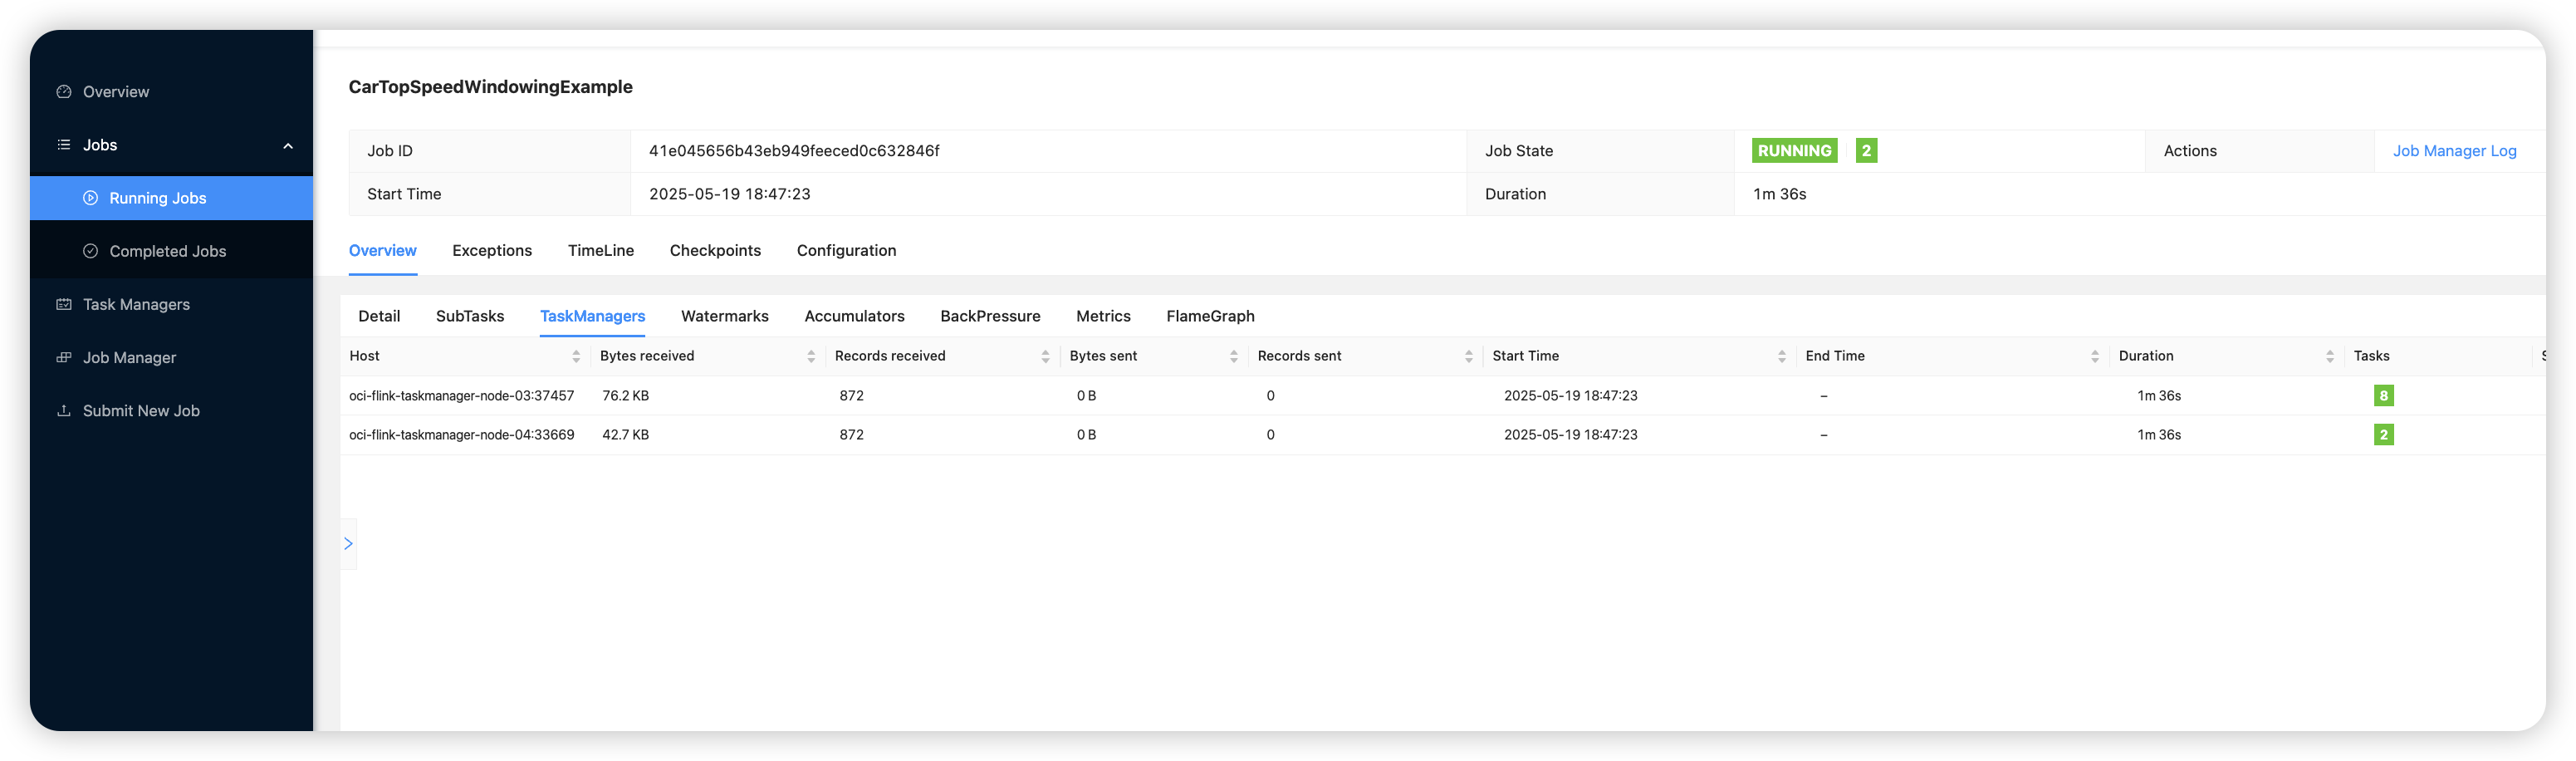 Overview
Jobs
Running Jobs
Completed Jobs
Task Managers
Job Manager
Submit New Job
CarTopSpeedWindowingExample
Job ID 41e045656b43eb949feeced0c632846f Job State RUNNING 2 Actions Job Manager Log
Start Time 2025-05-19 18:47:23 Duration 1m 36s
Overview Exceptions TimeLine Checkpoints Configuration
Detail SubTasks TaskManagers Watermarks Accumulators BackPressure Metrics FlameGraph
Host Bytes received Records received Bytes sent Records sent Start Time End Time Duration Tasks
oci-flink-taskmanager-node-03:37457 76.2 KB 872 0 B 0 2025-05-19 18:47:23 – 1m 36s 8
oci-flink-taskmanager-node-04:33669 42.7 KB 872 0 B 0 2025-05-19 18:47:23 – 1m 36s 2